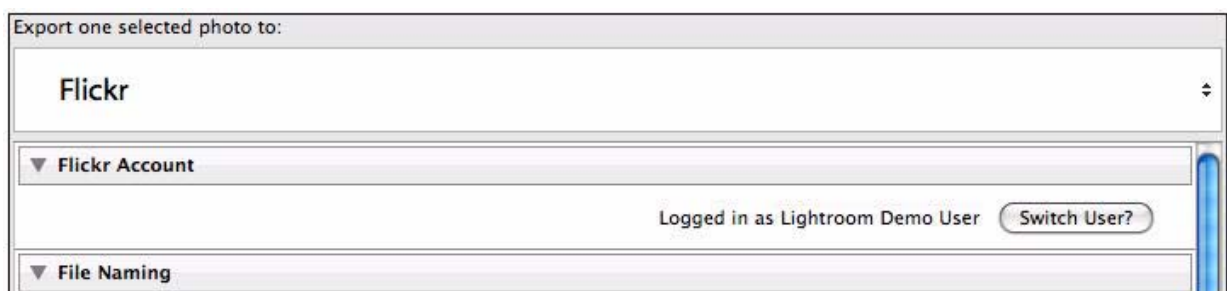 Export one selected photo to:
Flickr
Flickr Account
Logged in as Lightroom Demo User Switch User?
File Naming